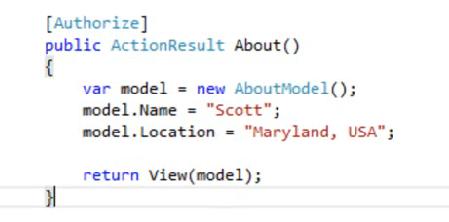 [Authorize]
public ActionResult About()
{
    var model = new AboutModel();
    model.Name = "Scott";
    model.Location = "Maryland, USA";

    return View(model);
}